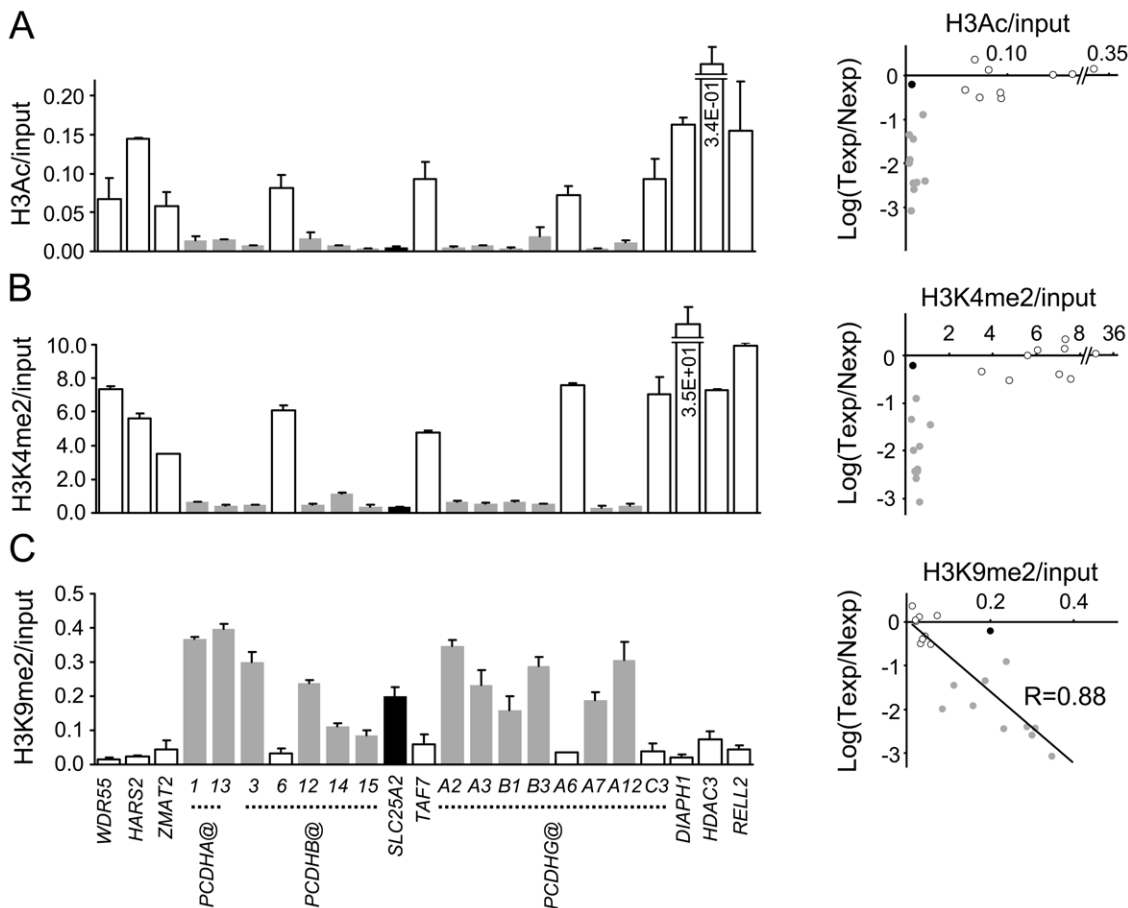 A
H3Ac/input
0.20
0.15
0.10
0.05
0.00
3.4E-01
H3Ac/input
0.10
0.35
Log(Texp/Nexp)
0
-1
-2
-3
B
H3K4me2/input
10.0
8.0
6.0
4.0
2.0
0.0
3.5E+01
H3K4me2/input
2 4 6 8 36
Log(Texp/Nexp)
0
-1
-2
-3
C
H3K9me2/input
0.5
0.4
0.3
0.2
0.1
0.0
H3K9me2/input
0.2 0.4
Log(Texp/Nexp)
0
-1
-2
-3
R=0.88
WDR55
HARS2
ZMAT2
1 13
PCDHA@
3 6 12 14 15
PCDHB@
SLC25A2
TAF7
A2 A3 B1 B3 A6 A7 A12 C3
PCDHG@
DIAPH1
HDAC3
RELL2